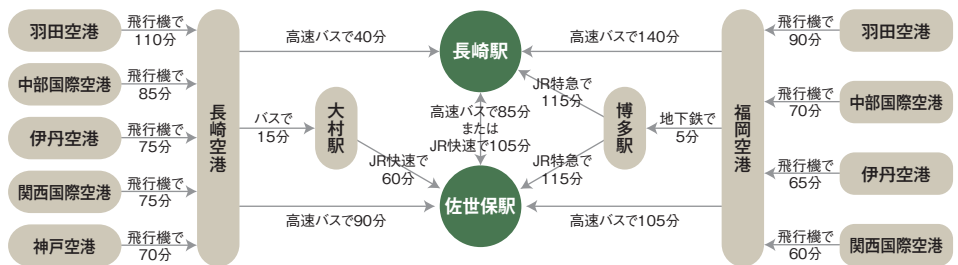 羽田空港
飛行機で
110分
中部国際空港
飛行機で
85分
伊丹空港
飛行機で
75分
関西国際空港
飛行機で
75分
神戸空港
飛行機で
70分
長崎空港
高速バスで40分
バスで
15分
大村駅
JR快速で
60分
高速バスで90分
長崎駅
高速バスで85分
または
JR快速で105分
佐世保駅
高速バスで140分
JR特急で
115分
博多駅
地下鉄で
5分
JR特急で
115分
高速バスで105分
福岡空港
飛行機で
90分
羽田空港
飛行機で
70分
中部国際空港
飛行機で
65分
伊丹空港
飛行機で
60分
関西国際空港